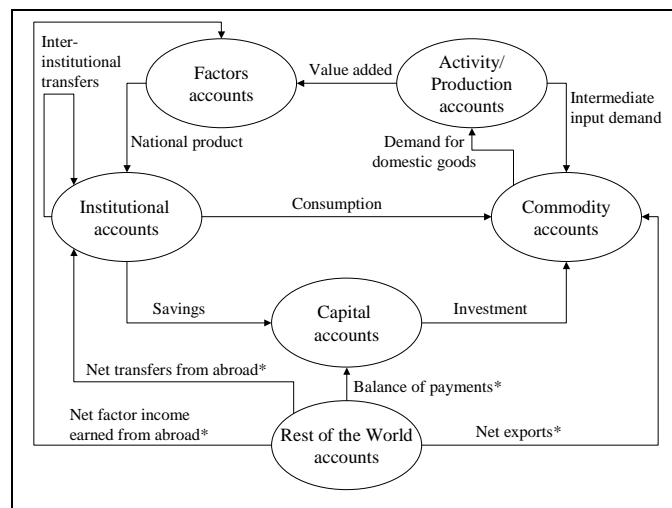 Inter-
institutional
transfers
Factors
accounts
Value added
Activity/
Production
accounts
Intermediate
input demand
National product
Demand for
domestic goods
Institutional
accounts
Consumption
Commodity
accounts
Savings
Capital
accounts
Investment
Net transfers from abroad*
Balance of payments*
Net factor income
earned from abroad*
Rest of the World
accounts
Net exports*